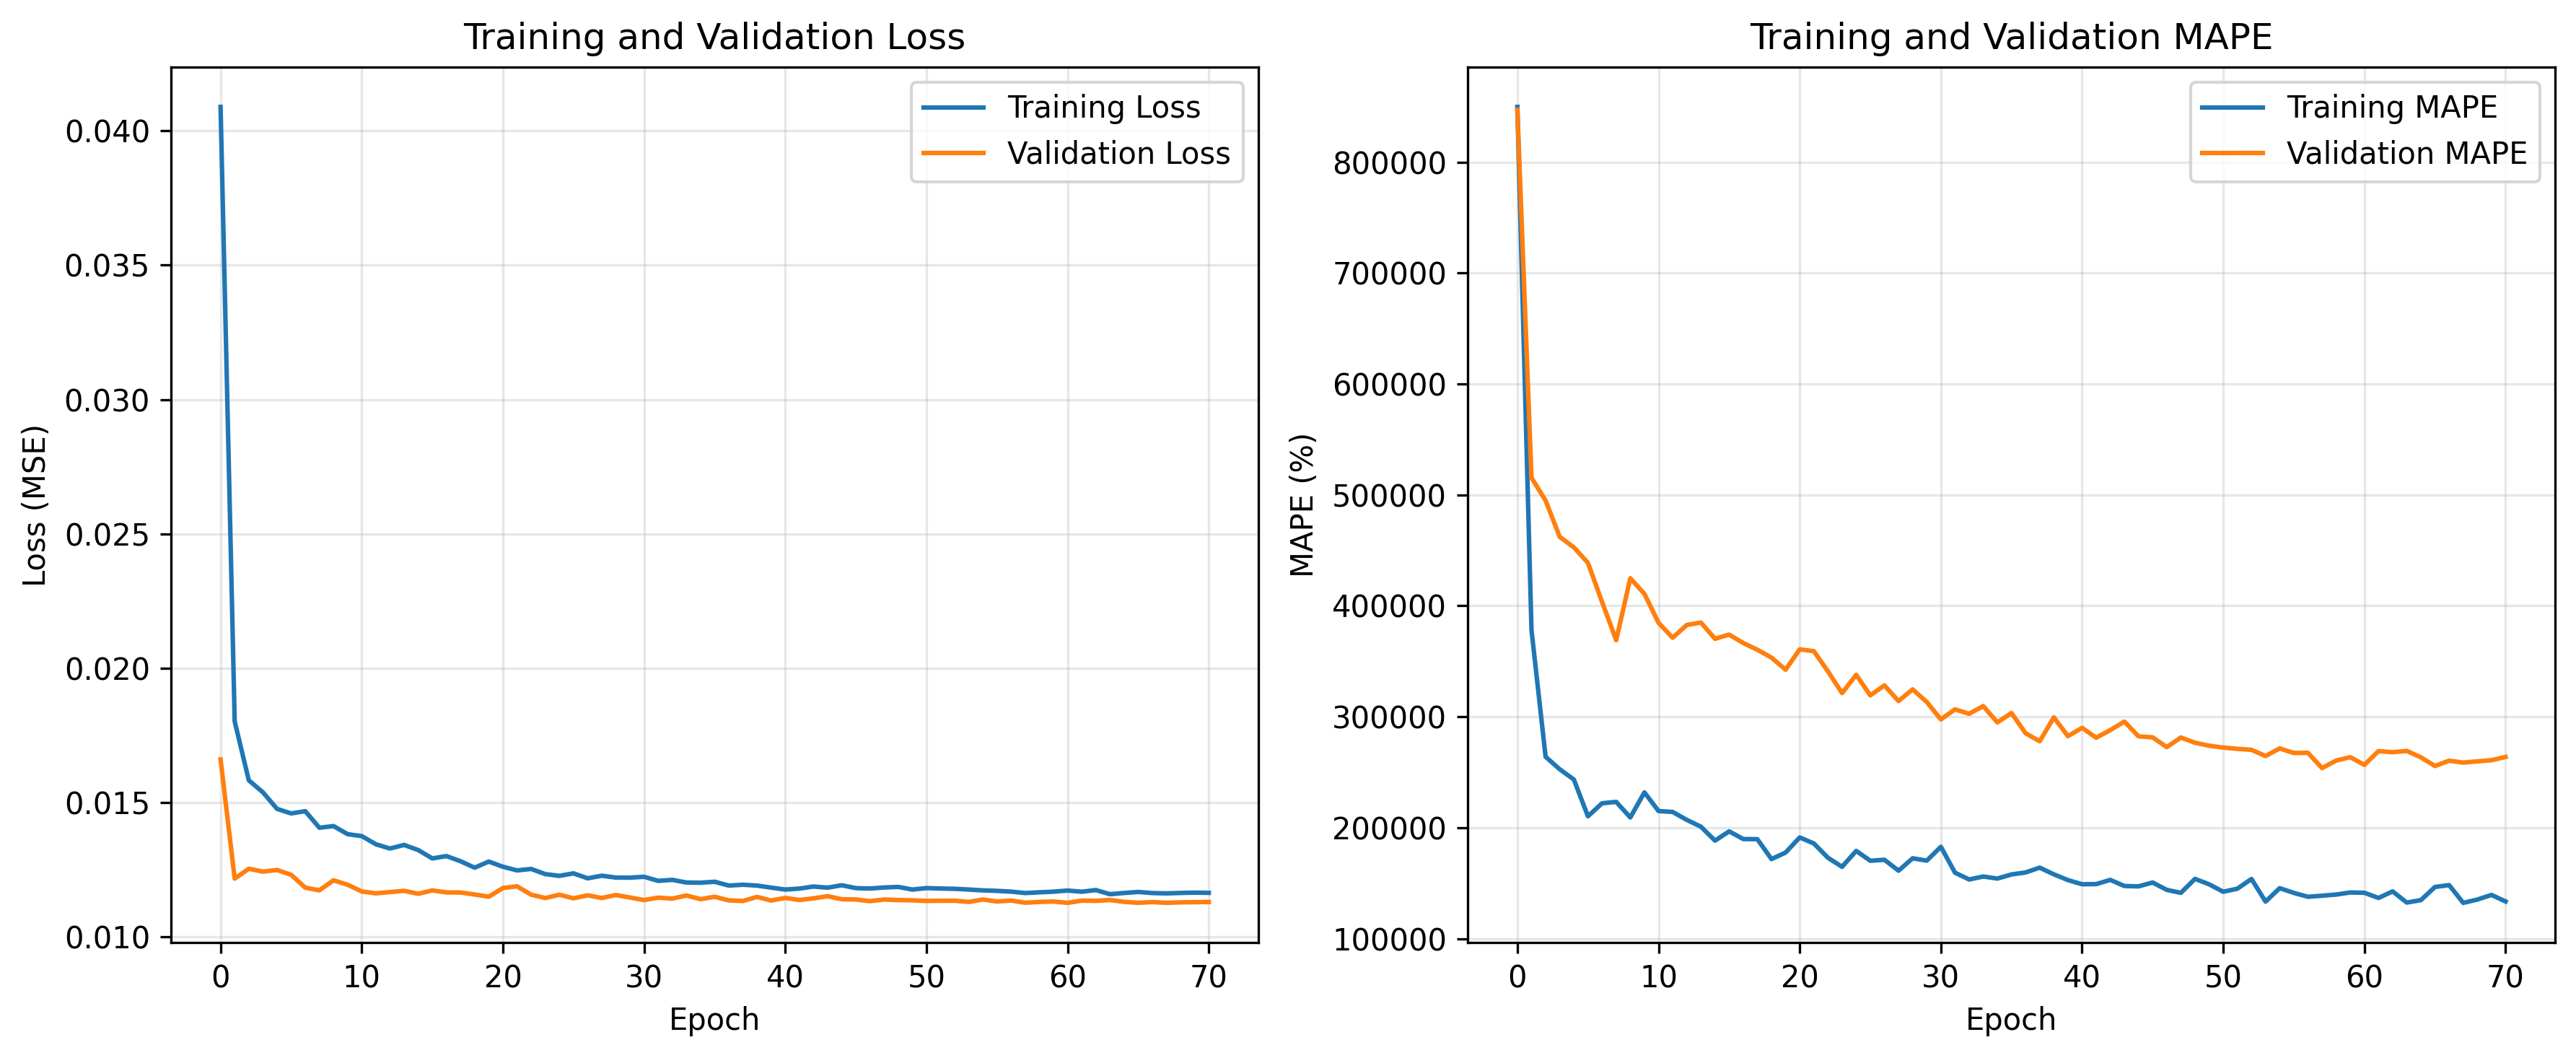 Training and Validation Loss
Training Loss
Validation Loss
0.040
0.035
0.030
0.025
0.020
0.015
0.010
Loss (MSE)
0 10 20 30 40 50 60 70
Epoch
Training and Validation MAPE
Training MAPE
Validation MAPE
800000
700000
600000
500000
400000
300000
200000
100000
MAPE (%)
0 10 20 30 40 50 60 70
Epoch